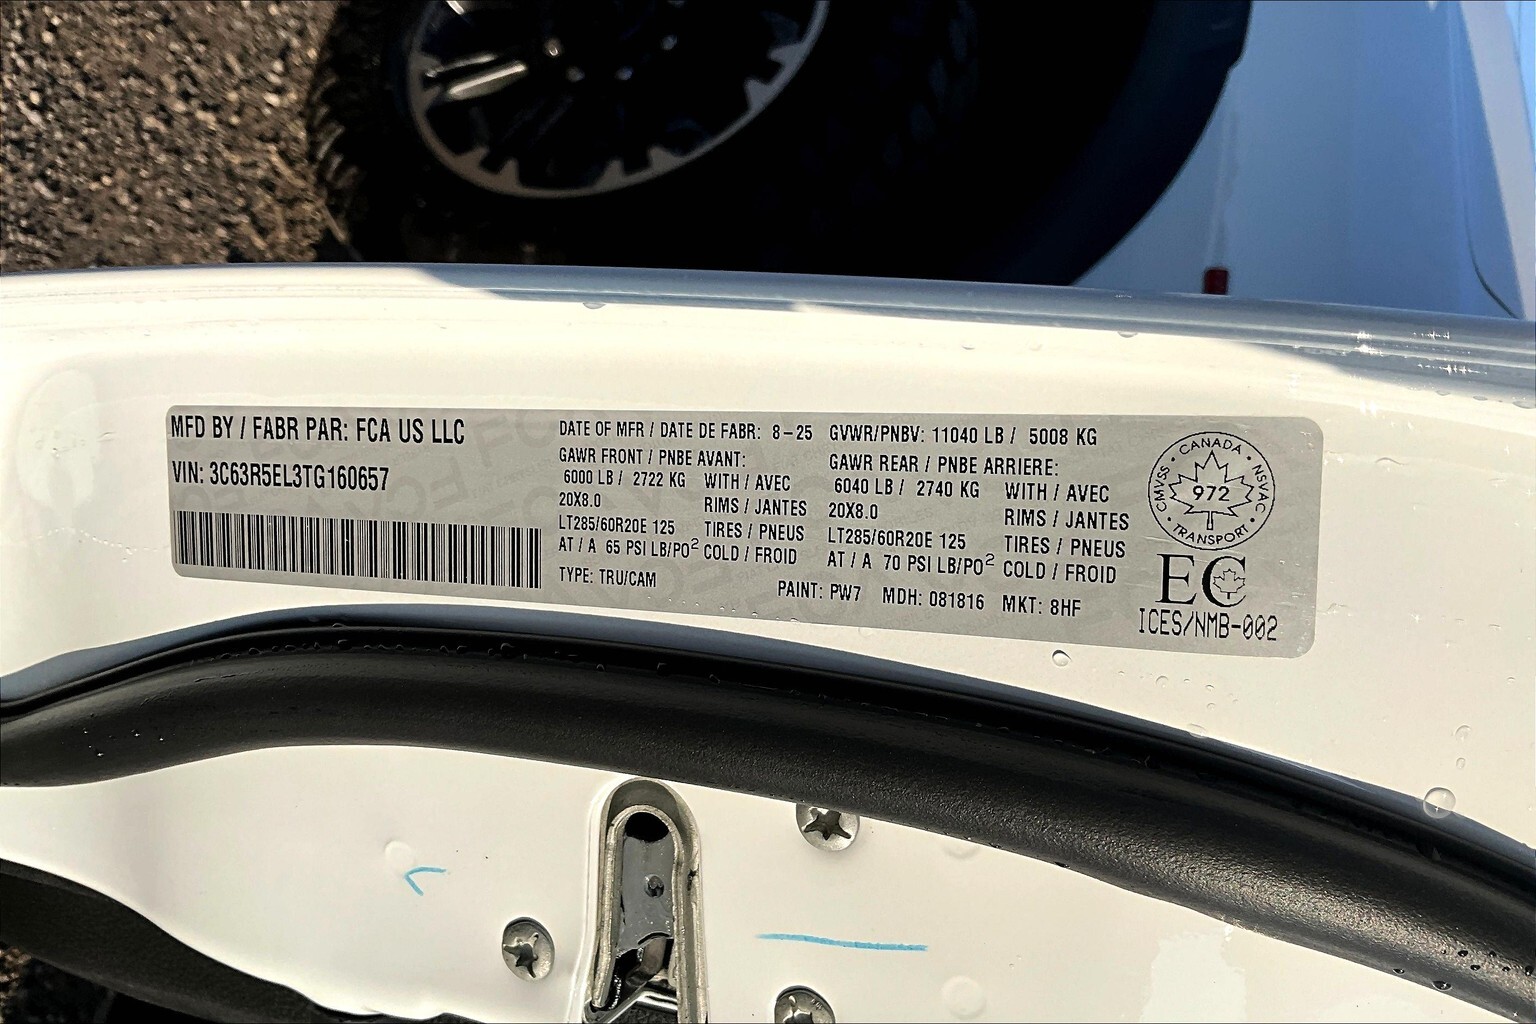 MFD BY / FABR PAR: FCA US LLC
VIN: 3C63R5EL3TG160657
DATE OF MFR / DATE DE FABR: 8-25 GVWR/PNBV: 11040 LB / 5008 KG
GAWR FRONT / PNBE AVANT:
6000 LB / 2722 KG WITH / AVEC
20X8.0 RIMS / JANTES
LT285/60R20E 125 TIRES / PNEUS
AT / A 65 PSI LB/PO² COLD / FROID
GAWR REAR / PNBE ARRIERE:
6040 LB / 2740 KG WITH / AVEC
20X8.0 RIMS / JANTES
LT285/60R20E 125 TIRES / PNEUS
AT / A 70 PSI LB/PO² COLD / FROID
TYPE: TRU/CAM PAINT: PW7 MDH: 081816 MKT: 8HF
CANADA
CMVSS · NSVAC
972
TRANSPORT
EC
ICES/NMB-002